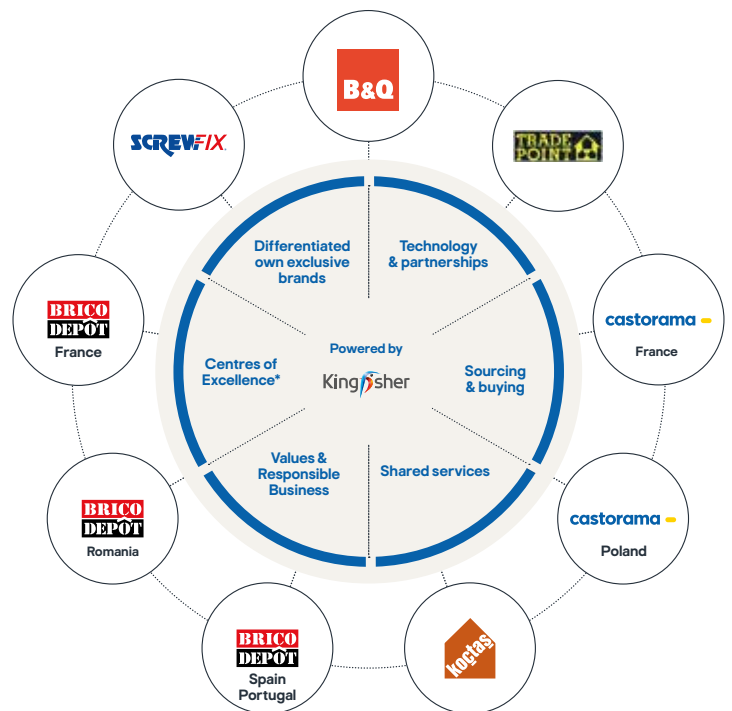 B&Q
SCREWFIX
TRADE
POINT
Differentiated
own exclusive
brands
Technology
& partnerships
BRICO
DEPÔT
France
castorama
France
Centres of
Excellence*
Powered by
Kingfisher
Sourcing
& buying
Values &
Responsible
Business
Shared services
BRICO
DEPÔT
Romania
castorama
Poland
BRICO
DEPÔT
Spain
Portugal
koçtaş